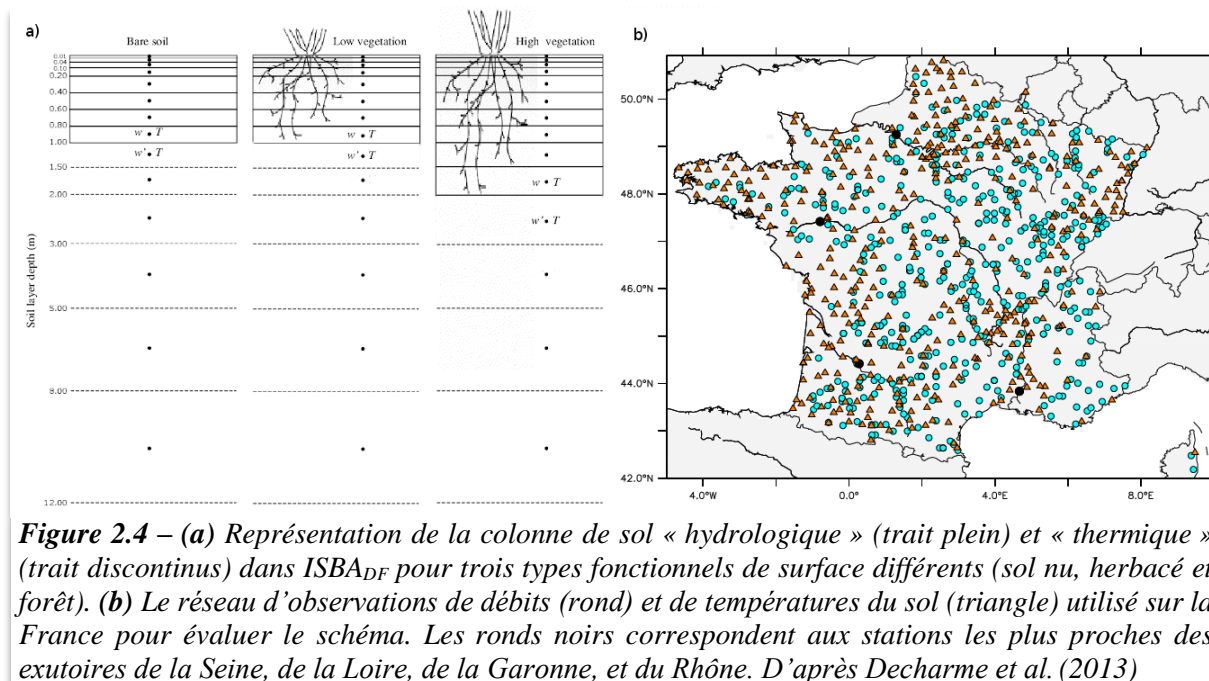 a)
Bare soil
Low vegetation
High vegetation
b)
0.01
0.04
0.10
0.20
0.40
0.60
0.80
1.00
1.50
2.00
3.00
5.00
8.00
12.00
Soil layer depth (m)
w • T
w' • T
w • T
w' • T
w • T
w' • T
50.0°N
48.0°N
46.0°N
44.0°N
42.0°N
4.0°W
0.0°
4.0°E
8.0°E
Figure 2.4 – (a) Représentation de la colonne de sol « hydrologique » (trait plein) et « thermique »
(trait discontinus) dans ISBADF pour trois types fonctionnels de surface différents (sol nu, herbacé et
forêt). (b) Le réseau d'observations de débits (rond) et de températures du sol (triangle) utilisé sur la
France pour évaluer le schéma. Les ronds noirs correspondent aux stations les plus proches des
exutoires de la Seine, de la Loire, de la Garonne, et du Rhône. D'après Decharme et al. (2013)